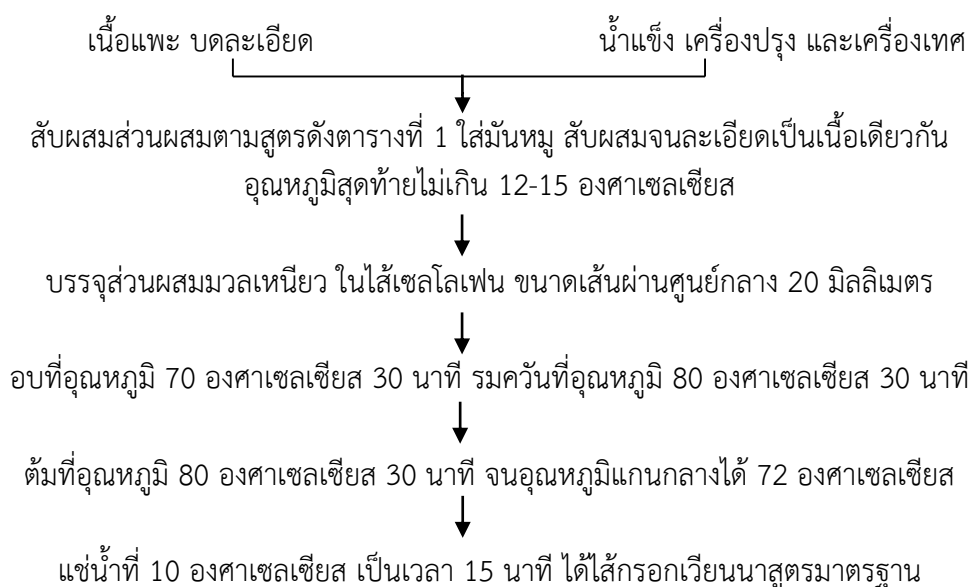 เนื้อแพะ บดละเอียด
น้ำแข็ง เครื่องปรุง และเครื่องเทศ
สับผสมส่วนผสมตามสูตรดังตารางที่ 1 ใส่มันหมู สับผสมจนละเอียดเป็นเนื้อเดียวกัน
อุณหภูมิสุดท้ายไม่เกิน 12-15 องศาเซลเซียส
บรรจุส่วนผสมมวลเหนียว ในไส้เซลโลเฟน ขนาดเส้นผ่านศูนย์กลาง 20 มิลลิเมตร
อบที่อุณหภูมิ 70 องศาเซลเซียส 30 นาที รมควันที่อุณหภูมิ 80 องศาเซลเซียส 30 นาที
ต้มที่อุณหภูมิ 80 องศาเซลเซียส 30 นาที จนอุณหภูมิแกนกลางได้ 72 องศาเซลเซียส
แช่น้ำที่ 10 องศาเซลเซียส เป็นเวลา 15 นาที ได้ไส้กรอกเวียนนาสูตรมาตรฐาน